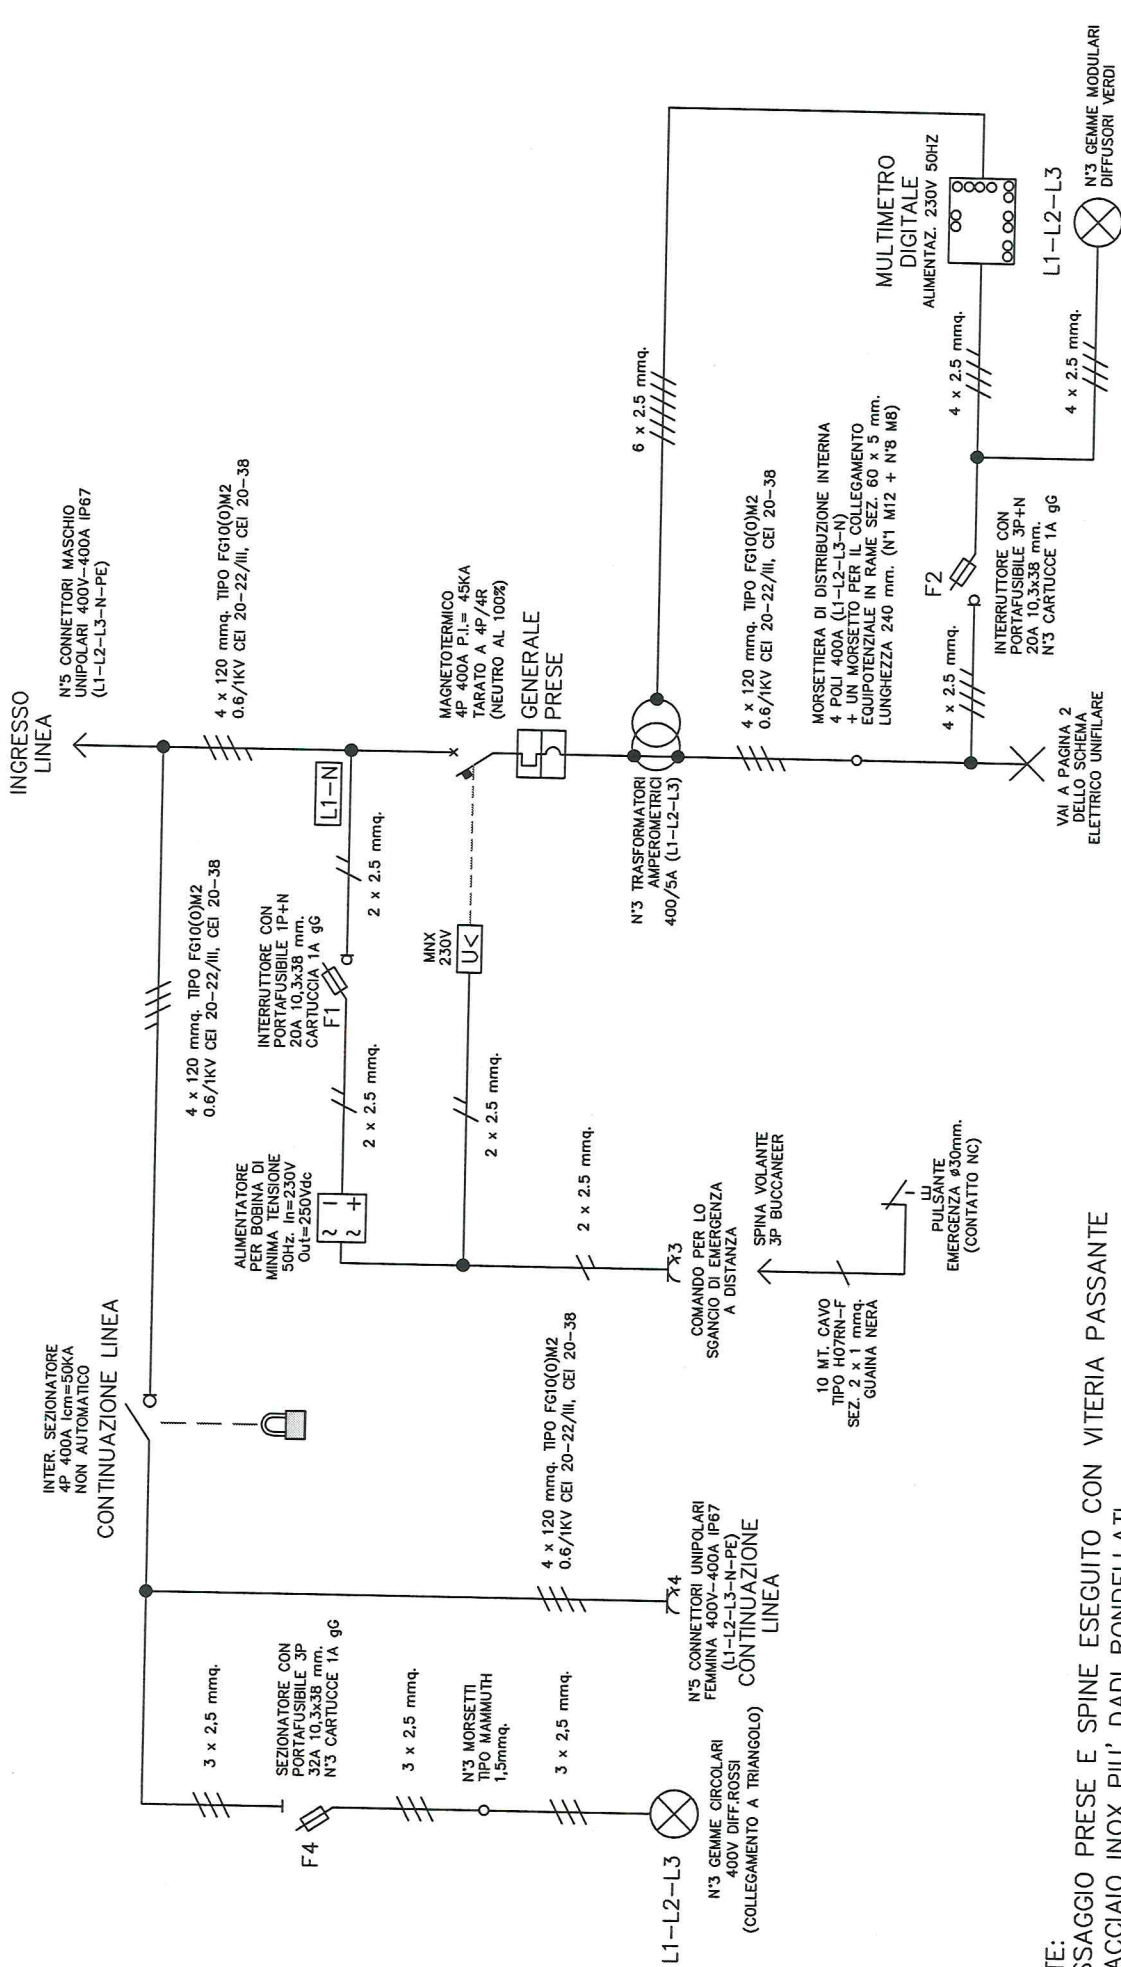 INGRESSO
LINEA
N°5 CONNETTORI MASCHIO
UNIPOLARI 400V-400A IP67
(L1-L2-L3-N-PE)
4 x 120 mmq. TIPO FG10(O)M2
0.6/1KV CEI 20-22/III, CEI 20-38
4 x 120 mmq. TIPO FG10(O)M2
0.6/1KV CEI 20-22/III, CEI 20-38
INTER. SEZIONATORE
4P 400A Icm=50KA
NON AUTOMATICO
CONTINUAZIONE LINEA
L1-N
2 x 2.5 mmq.
INTERRUTTORE CON
PORTAFUSIBILE 1P+N
20A 10,3x38 mm.
CARTUCCIA 1A gG
F1
2 x 2.5 mmq.
ALIMENTATORE
PER BOBINA DI
MINIMA TENSIONE
50Hz. In=230V
Out=250Vdc
~ –
~ +
MAGNETOTERMICO
4P 400A P.I.= 45KA
TARATO A 4P/4R
(NEUTRO AL 100%)
GENERALE
PRESE
MNX
230V
U<
2 x 2.5 mmq.
2 x 2.5 mmq.
X3
COMANDO PER LO
SGANCIO DI EMERGENZA
A DISTANZA
SPINA VOLANTE
3P BUCCANEER
10 MT. CAVO
TIPO H07RN-F
SEZ. 2 x 1 mmq.
GUAINA NERA
PULSANTE
EMERGENZA ø30mm.
(CONTATTO NC)
N°3 TRASFORMATORI
AMPEROMETRICI
400/5A (L1-L2-L3)
6 x 2.5 mmq.
4 x 120 mmq. TIPO FG10(O)M2
0.6/1KV CEI 20-22/III, CEI 20-38
MORSETTIERA DI DISTRIBUZIONE INTERNA
4 POLI 400A (L1-L2-L3-N)
+ UN MORSETTO PER IL COLLEGAMENTO
EQUIPOTENZIALE IN RAME SEZ. 60 x 5 mm.
LUNGHEZZA 240 mm. (N°1 M12 + N°8 M8)
4 x 2.5 mmq.
F2
INTERRUTTORE CON
PORTAFUSIBILE 3P+N
20A 10,3x38 mm.
N°3 CARTUCCE 1A gG
4 x 2.5 mmq.
MULTIMETRO
DIGITALE
ALIMENTAZ. 230V 50HZ
4 x 2.5 mmq.
L1-L2-L3
N°3 GEMME MODULARI
DIFFUSORI VERDI
VAI A PAGINA 2
DELLO SCHEMA
ELETTRICO UNIFILARE
4 x 120 mmq. TIPO FG10(O)M2
0.6/1KV CEI 20-22/III, CEI 20-38
X4
N°5 CONNETTORI UNIPOLARI
FEMMINA 400V-400A IP67
(L1-L2-L3-N-PE)
CONTINUAZIONE
LINEA
3 x 2,5 mmq.
SEZIONATORE CON
PORTAFUSIBILE 3P
32A 10,3x38 mm.
N°3 CARTUCCE 1A gG
F4
3 x 2,5 mmq.
N°3 MORSETTI
TIPO MAMMUTH
1,5mmq.
3 x 2,5 mmq.
L1-L2-L3
N°3 GEMME CIRCOLARI
400V DIFF.ROSSI
(COLLEGAMENTO A TRIANGOLO)
TE:
SSAGGIO PRESE E SPINE ESEGUITO CON VITERIA PASSANTE
ACCIAIO INOX PIU' DADI RONDELLATI